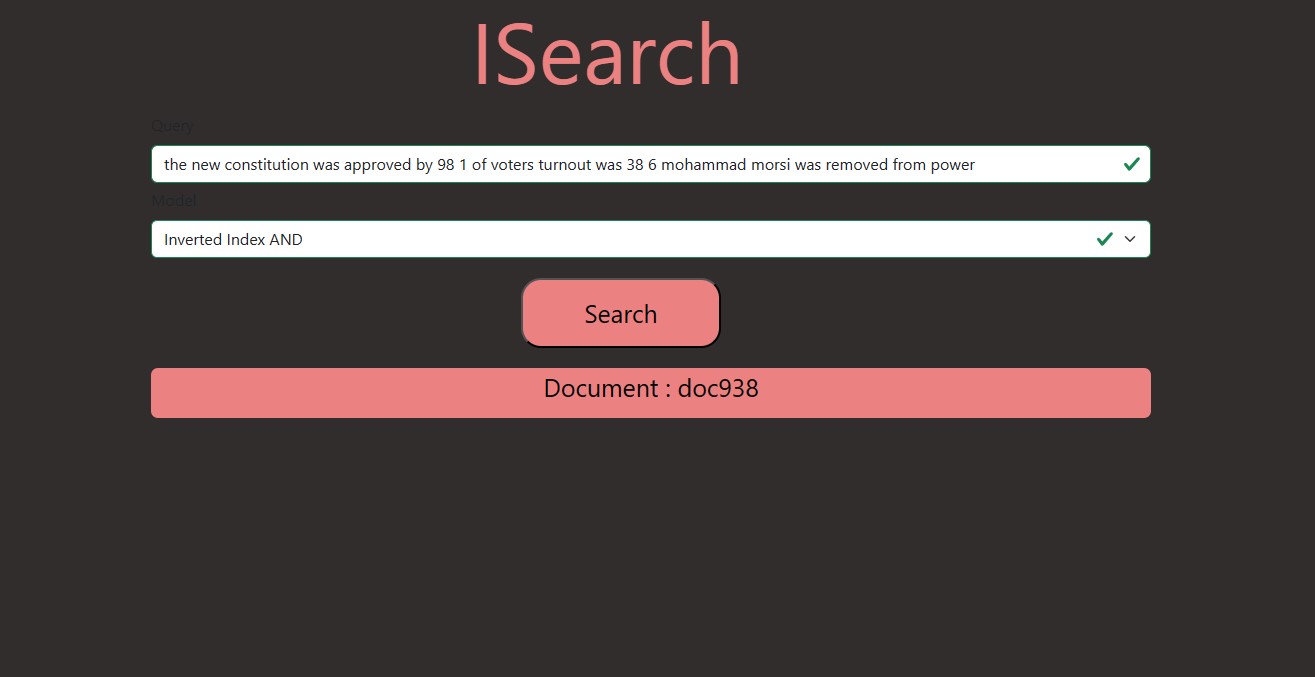 ISearch
Query
the new constitution was approved by 98 1 of voters turnout was 38 6 mohammad morsi was removed from power
Model
Inverted Index AND
Search
Document : doc938